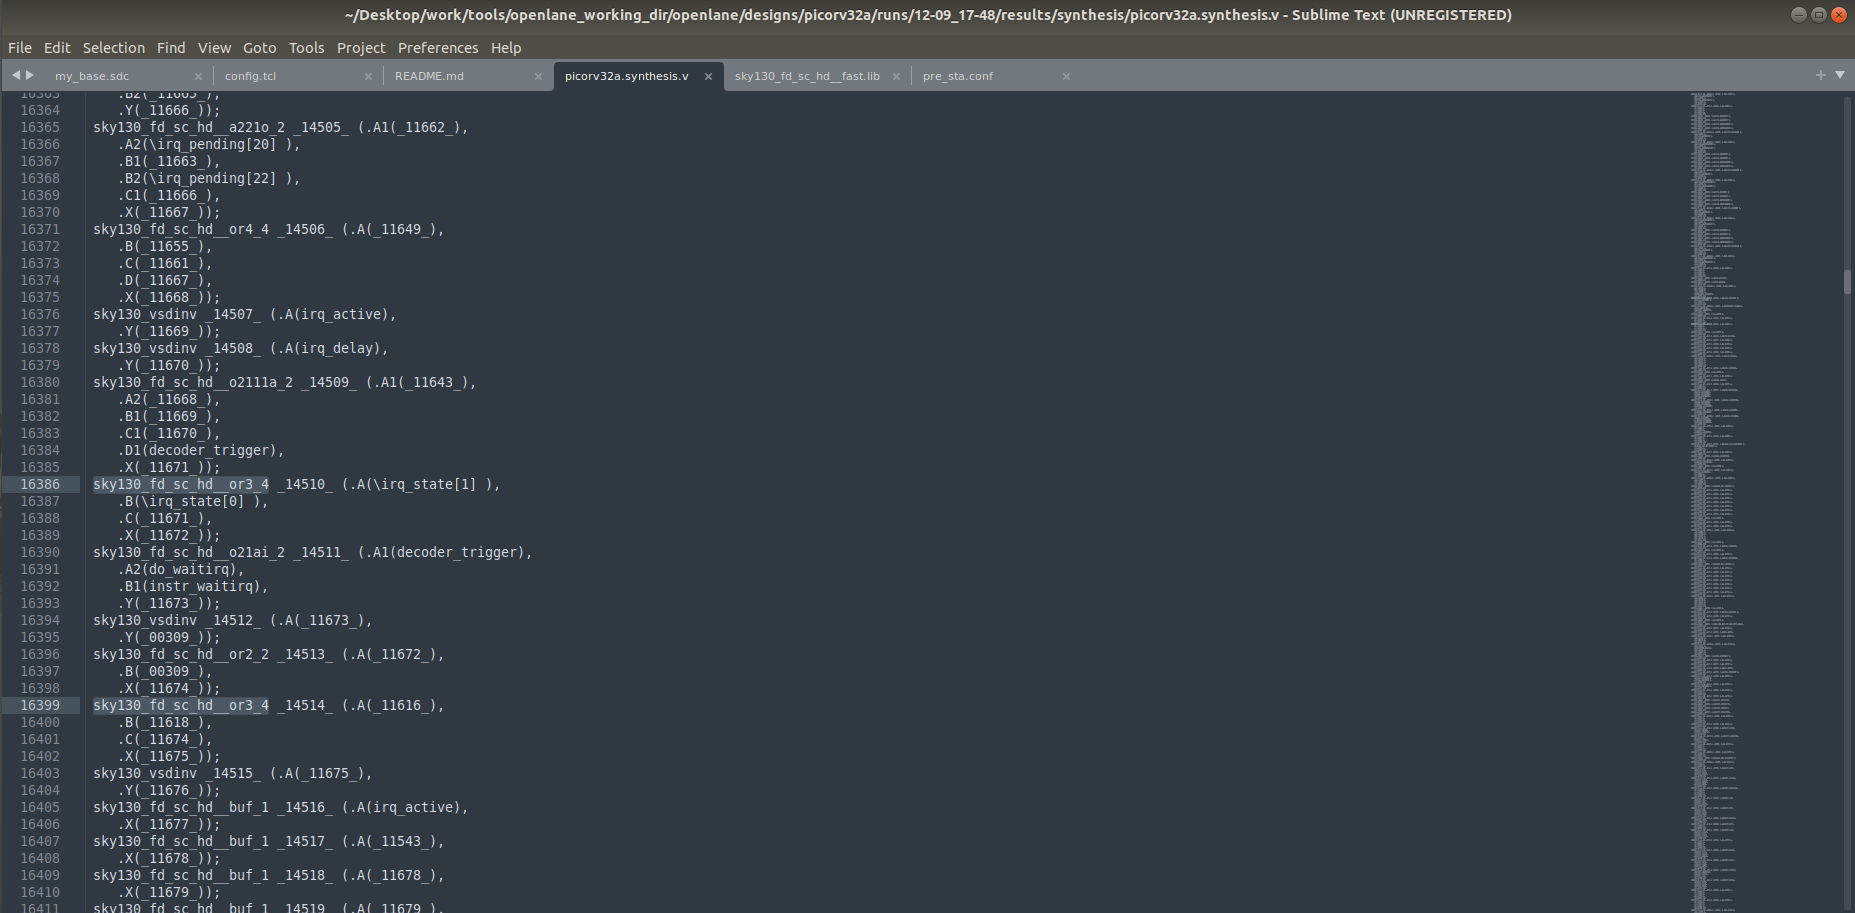 ~/Desktop/work/tools/openlane_working_dir/openlane/designs/picorv32a/runs/12-09_17-48/results/synthesis/picorv32a.synthesis.v - Sublime Text (UNREGISTERED)
File Edit Selection Find View Goto Tools Project Preferences Help
my_base.sdc × config.tcl × README.md × picorv32a.synthesis.v × sky130_fd_sc_hd__fast.lib × pre_sta.conf ×
16363 .B2(_11665_),
16364 .Y(_11666_));
16365 sky130_fd_sc_hd__a221o_2 _14505_ (.A1(_11662_),
16366 .A2(\irq_pending[20] ),
16367 .B1(_11663_),
16368 .B2(\irq_pending[22] ),
16369 .C1(_11666_),
16370 .X(_11667_));
16371 sky130_fd_sc_hd__or4_4 _14506_ (.A(_11649_),
16372 .B(_11655_),
16373 .C(_11661_),
16374 .D(_11667_),
16375 .X(_11668_));
16376 sky130_vsdinv _14507_ (.A(irq_active),
16377 .Y(_11669_));
16378 sky130_vsdinv _14508_ (.A(irq_delay),
16379 .Y(_11670_));
16380 sky130_fd_sc_hd__o2111a_2 _14509_ (.A1(_11643_),
16381 .A2(_11668_),
16382 .B1(_11669_),
16383 .C1(_11670_),
16384 .D1(decoder_trigger),
16385 .X(_11671_));
16386 sky130_fd_sc_hd__or3_4 _14510_ (.A(\irq_state[1] ),
16387 .B(\irq_state[0] ),
16388 .C(_11671_),
16389 .X(_11672_));
16390 sky130_fd_sc_hd__o21ai_2 _14511_ (.A1(decoder_trigger),
16391 .A2(do_waitirq),
16392 .B1(instr_waitirq),
16393 .Y(_11673_));
16394 sky130_vsdinv _14512_ (.A(_11673_),
16395 .Y(_00309_));
16396 sky130_fd_sc_hd__or2_2 _14513_ (.A(_11672_),
16397 .B(_00309_),
16398 .X(_11674_));
16399 sky130_fd_sc_hd__or3_4 _14514_ (.A(_11616_),
16400 .B(_11618_),
16401 .C(_11674_),
16402 .X(_11675_));
16403 sky130_vsdinv _14515_ (.A(_11675_),
16404 .Y(_11676_));
16405 sky130_fd_sc_hd__buf_1 _14516_ (.A(irq_active),
16406 .X(_11677_));
16407 sky130_fd_sc_hd__buf_1 _14517_ (.A(_11543_),
16408 .X(_11678_));
16409 sky130_fd_sc_hd__buf_1 _14518_ (.A(_11678_),
16410 .X(_11679_));
16411 sky130_fd_sc_hd__buf_1 _14519_ (.A(_11679_),